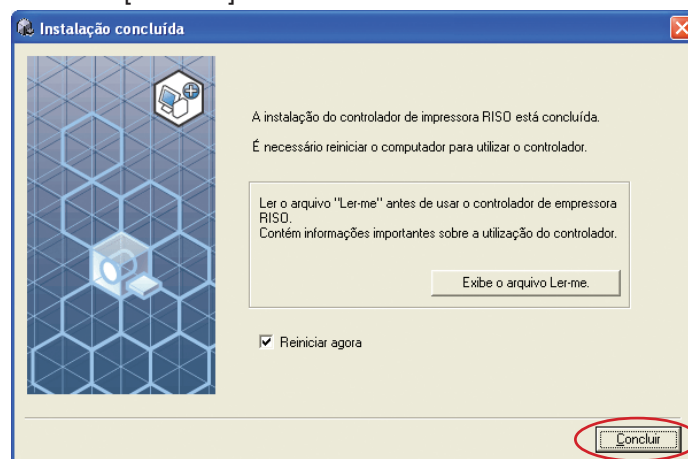 Instalação concluída
A instalação do controlador de impressora RISO está concluída.
É necessário reiniciar o computador para utilizar o controlador.
Ler o arquivo "Ler-me" antes de usar o controlador de empressora
RISO.
Contém informações importantes sobre a utilização do controlador.
Exibe o arquivo Ler-me.
Reiniciar agora
Concluir